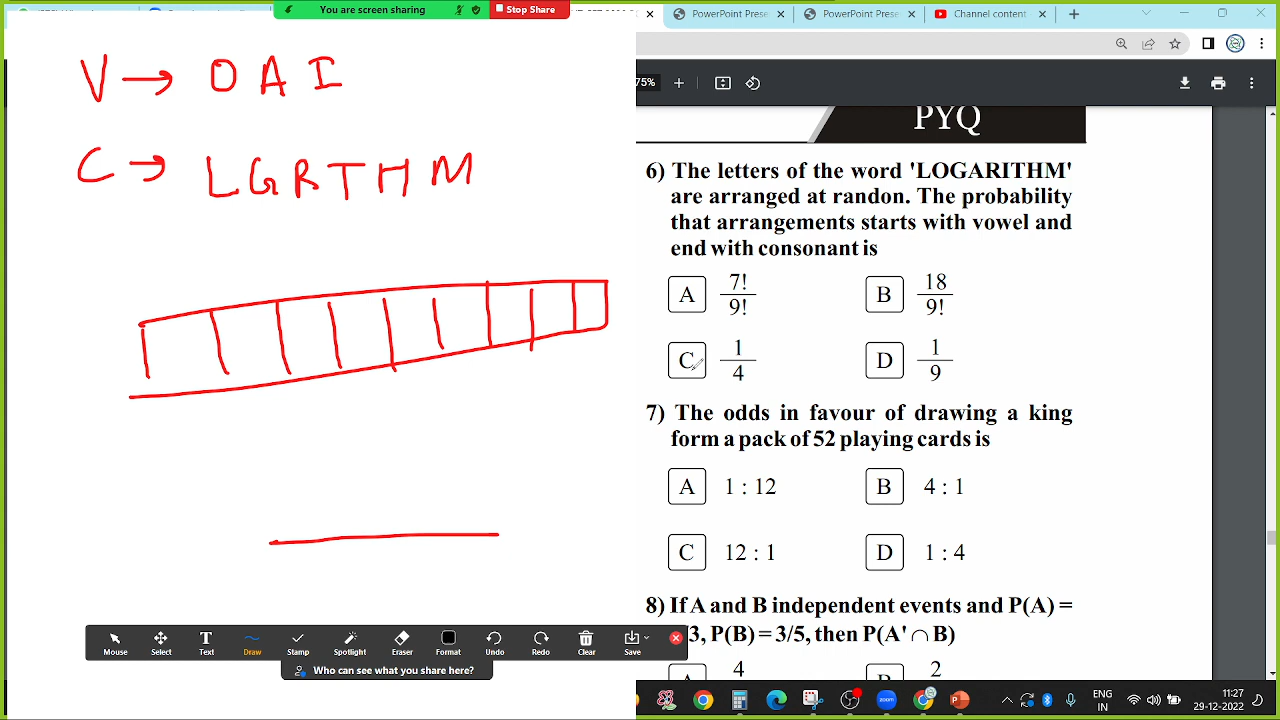 You are screen sharing
Stop Share
PowerPoint Prese
PowerPoint Prese
Channel content
V → O A I
C → L G R T H M
75%
PYQ
6) The letters of the word 'LOGARITHM'
are arranged at randon. The probability
that arrangements starts with vowel and
end with consonant is
A 7!/9!
B 18/9!
C 1/4
D 1/9
7) The odds in favour of drawing a king
form a pack of 52 playing cards is
A 1 : 12
B 4 : 1
C 12 : 1
D 1 : 4
8) If A and B independent events and P(A) =
3, P(B) = 3/5, then P(A' ∩ B)
4
2
Mouse Select Text Draw Stamp Spotlight Eraser Format Undo Redo Clear Save
Who can see what you share here?
zoom
ENG
IN
11:27
29-12-2022